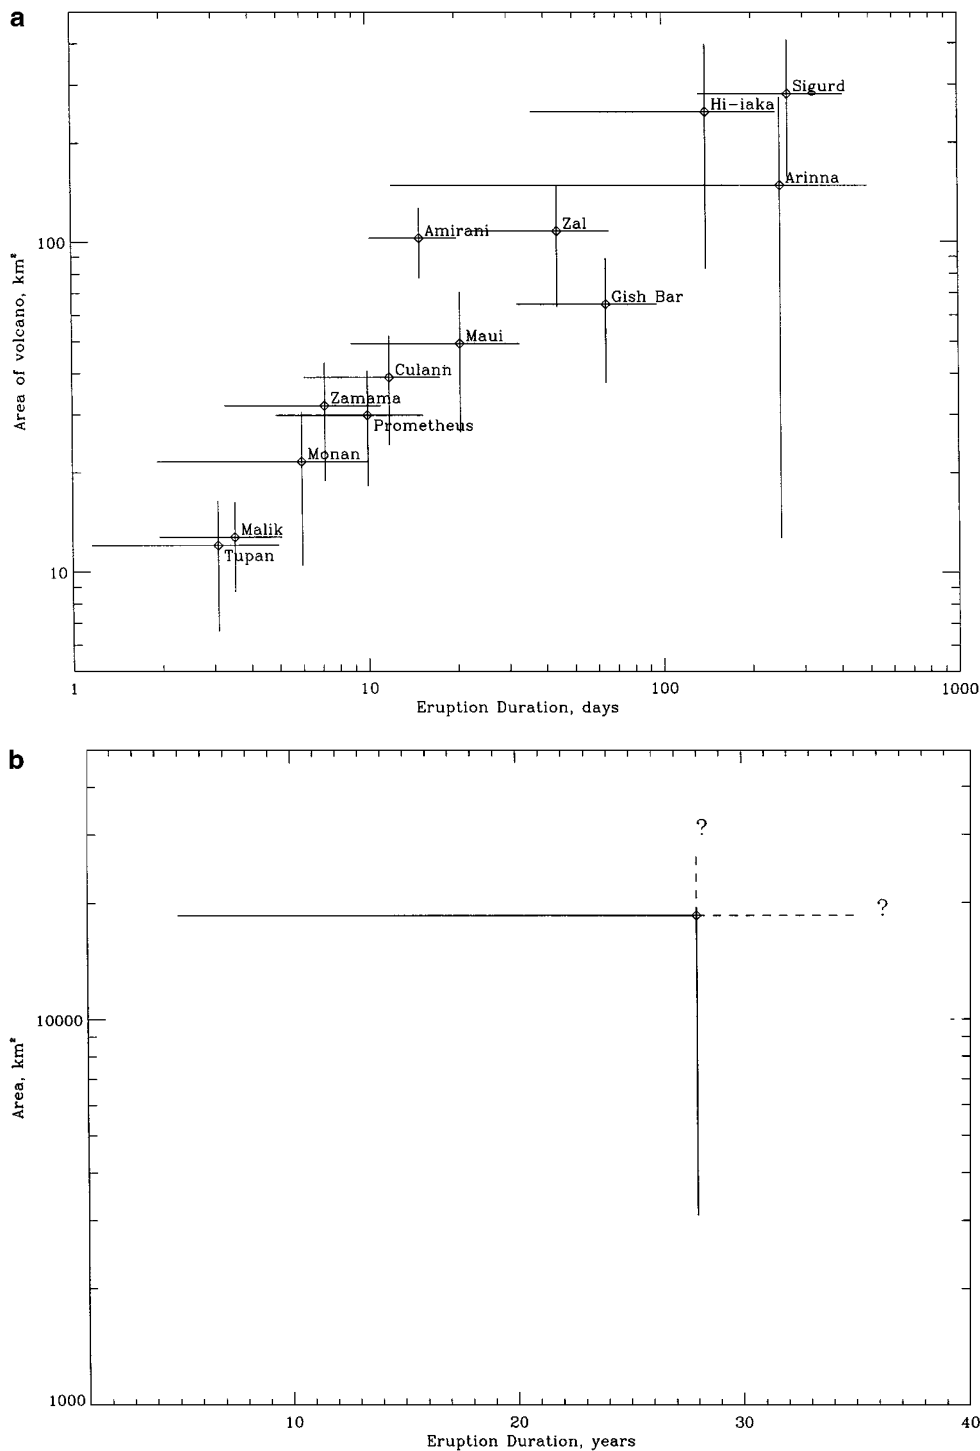 a
Sigurd
Hi-iaka
Arinna
Amirani
Zal
100
Gish Bar
Maui
Culann
Zamama
Prometheus
Monan
Malik
Tupan
10
Area of volcano, km²
1
10
100
1000
Eruption Duration, days
b
?
?
10000
Area, km²
1000
10
20
30
40
Eruption Duration, years